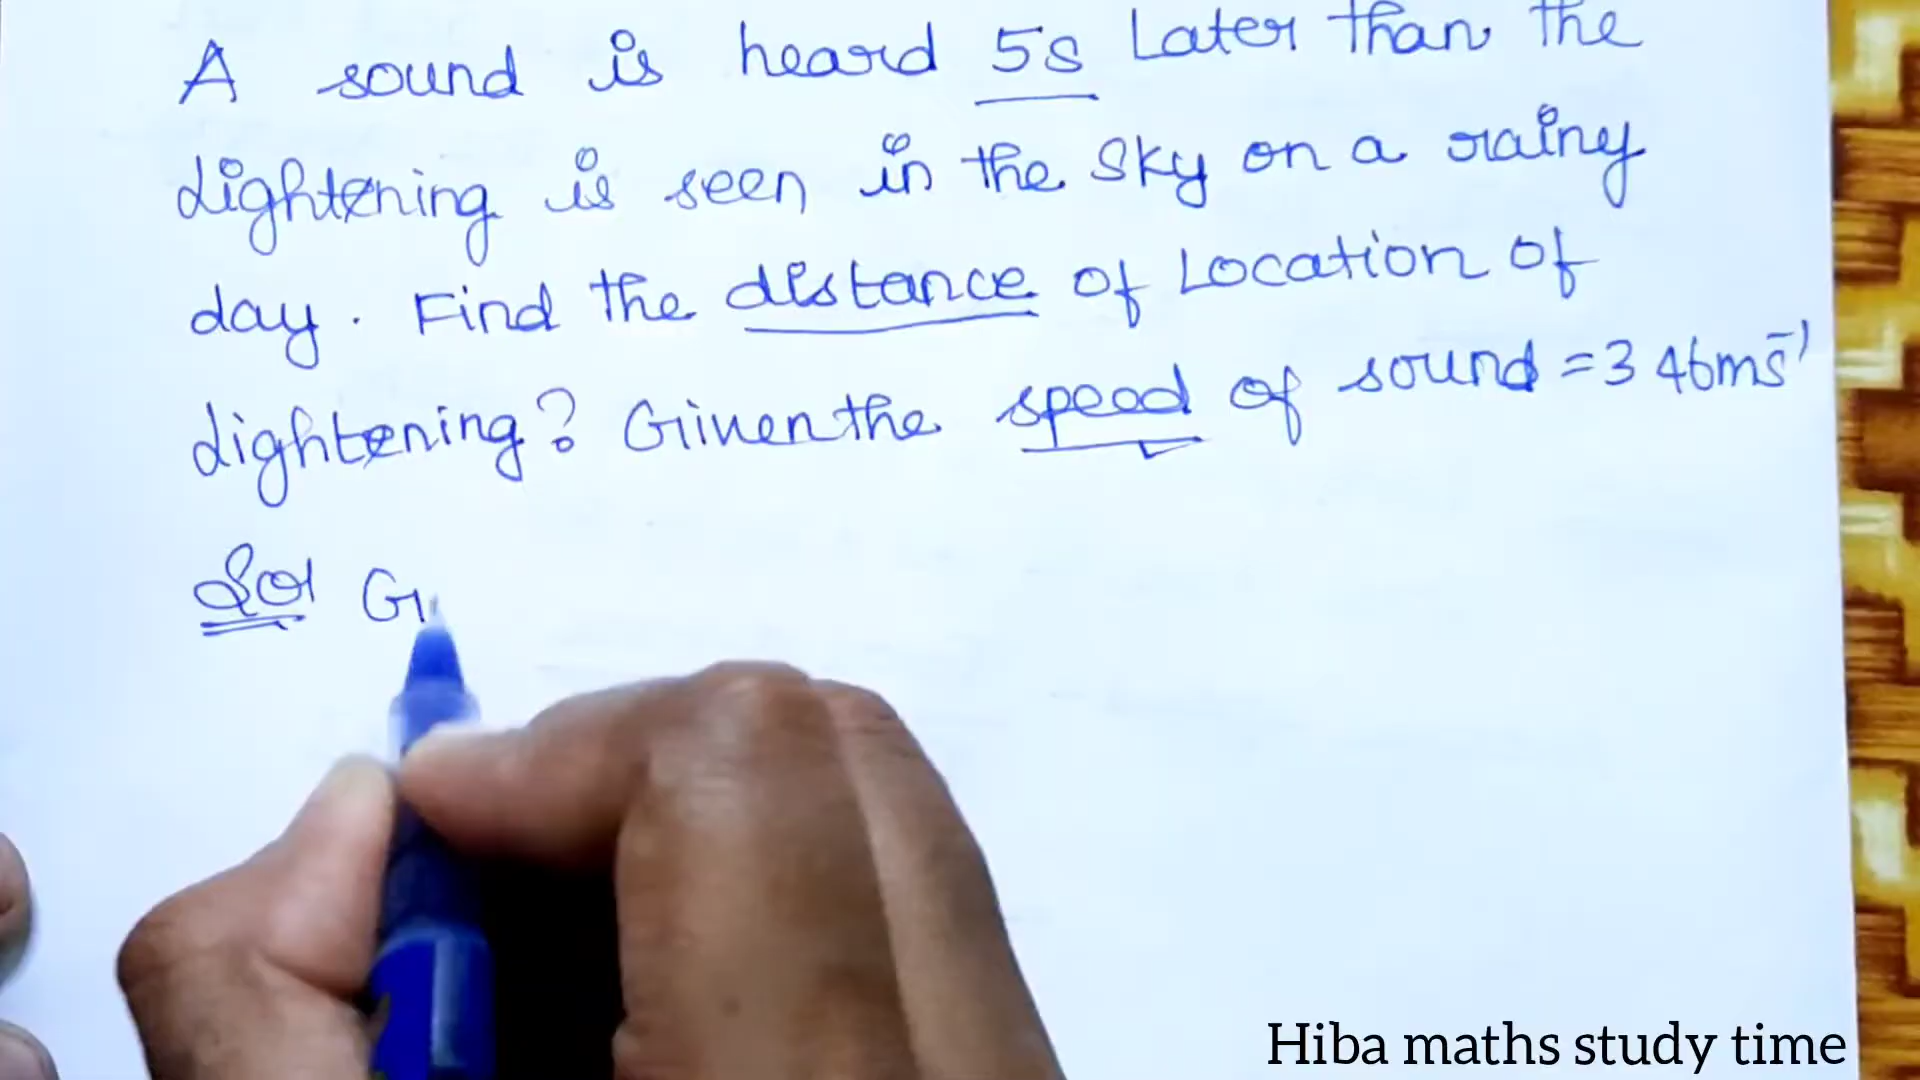 A sound is heard 5s Later than the
Lightening is seen in the sky on a rainy
day. Find the distance of Location of
Lightening? Given the speed of sound = 346ms⁻¹
Sol Gi
Hiba maths study time